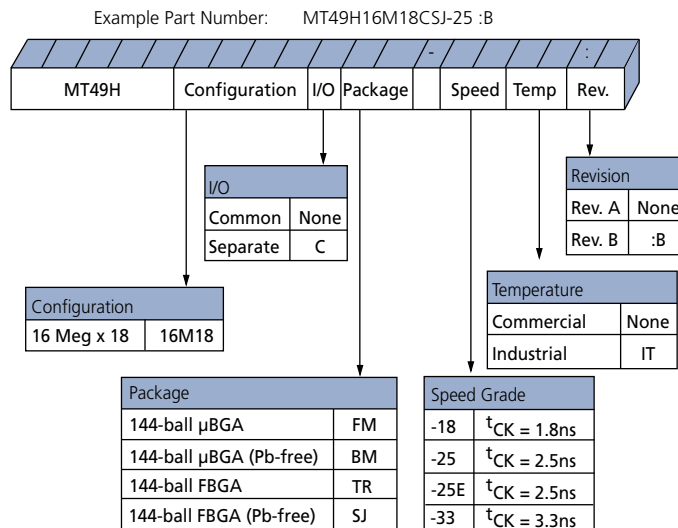 Example Part Number: MT49H16M18CSJ-25 :B
- :
MT49H Configuration I/O Package Speed Temp Rev.
I/O
Common None
Separate C
Revision
Rev. A None
Rev. B :B
Configuration
16 Meg x 18 16M18
Temperature
Commercial None
Industrial IT
Package
144-ball µBGA FM
144-ball µBGA (Pb-free) BM
144-ball FBGA TR
144-ball FBGA (Pb-free) SJ
Speed Grade
-18 tCK = 1.8ns
-25 tCK = 2.5ns
-25E tCK = 2.5ns
-33 tCK = 3.3ns